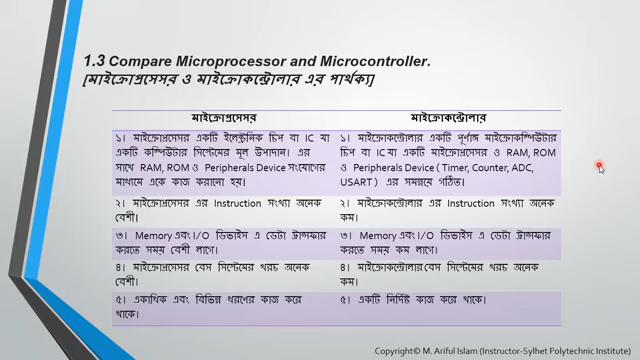 1.3 Compare Microprocessor and Microcontroller.
[মাইক্রোপ্রসেসর ও মাইক্রোকন্ট্রোলার এর পার্থক্য]
মাইক্রপ্রসেসর
মাইক্রোকন্টোলার
১। মাইক্রোপ্রসেসর একটি ইলেক্ট্রনিক চিপ বা IC যা
একটি কম্পিউটার সিস্টেমের মূল উপাদান। এর
সাথে RAM, ROM ও Peripherals Device সংযোগের
মাধ্যমে একে কাজ করানো হয়।
১। মাইক্রোকন্টোলার একটি পূর্ণাঙ্গ মাইক্রোকম্পিউটার
চিপ বা IC যা একটি মাইক্রোপ্রসেসর ও RAM, ROM
ও Peripherals Device ( Timer, Counter, ADC,
USART ) এর সমন্বয়ে গঠিত।
২। মাইক্রোপ্রসেসর এর Instruction সংখ্যা অনেক
বেশী।
২। মাইক্রোকন্টোলার এর Instruction সংখ্যা অনেক
কম।
৩। Memory এবং I/O ডিভাইস এ ডেটা ট্রান্সফার
করতে সময় বেশী লাগে।
৩। Memory এবং I/O ডিভাইস এ ডেটা ট্রান্সফার
করতে সময় কম লাগে।
৪। মাইক্রোপ্রসেসর বেস সিস্টেমের খরচ অনেক
বেশী।
৪। মাইক্রোকন্টোলার বেস সিস্টেমের খরচ অনেক
কম।
৫। একাধিক এবং বিভিন্ন ধরণের কাজ করে
থাকে।
৫। একটি নির্দিষ্ট কাজ করে থাকে।
Copyright© M. Ariful Islam (Instructor-Sylhet Polytechnic Institute)